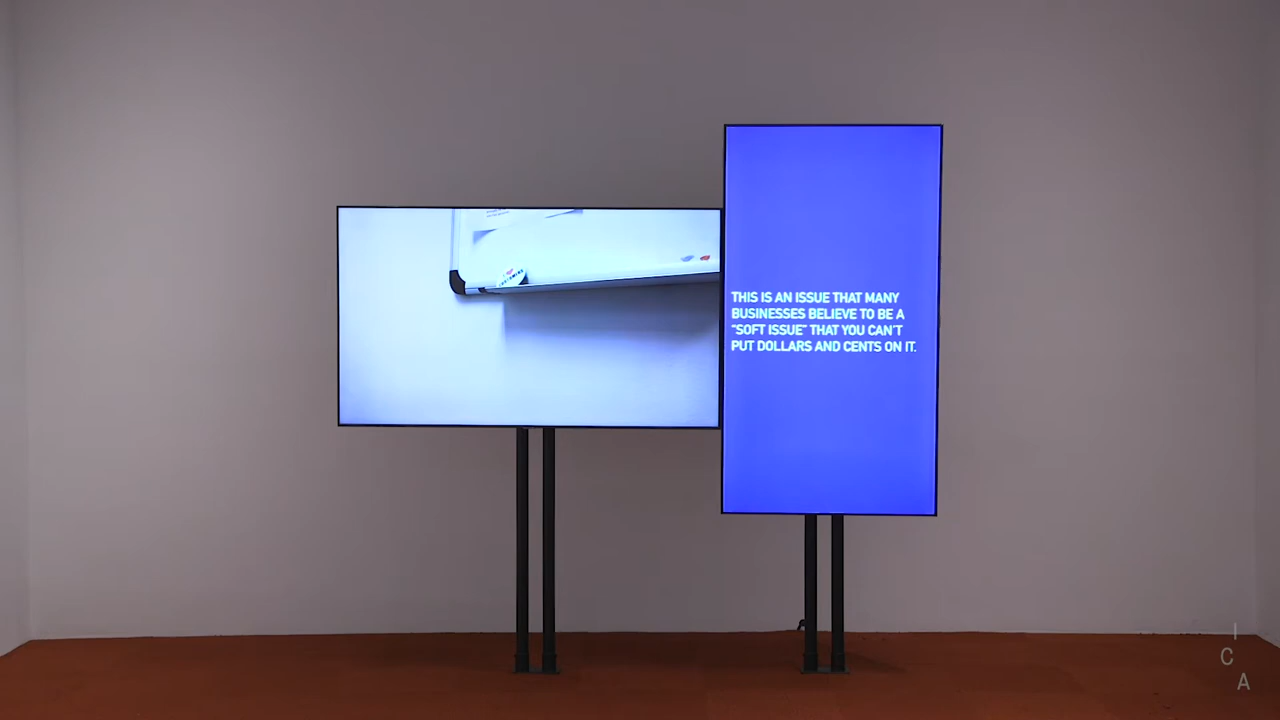 THIS IS AN ISSUE THAT MANY
BUSINESSES BELIEVE TO BE A
“SOFT ISSUE” THAT YOU CAN’T
PUT DOLLARS AND CENTS ON IT.
I
C
A